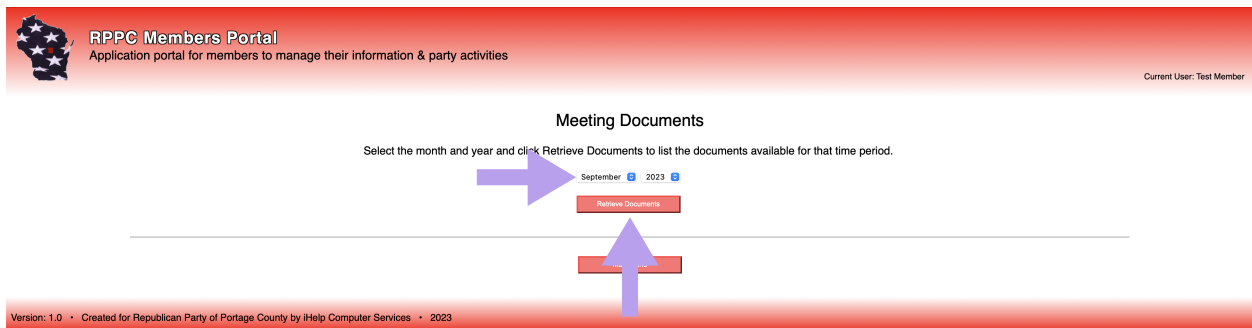 RPPC Members Portal
Application portal for members to manage their information & party activities
Current User: Test Member
Meeting Documents
Select the month and year and click Retrieve Documents to list the documents available for that time period.
September 2023
Retrieve Documents
Version: 1.0 • Created for Republican Party of Portage County by iHelp Computer Services • 2023